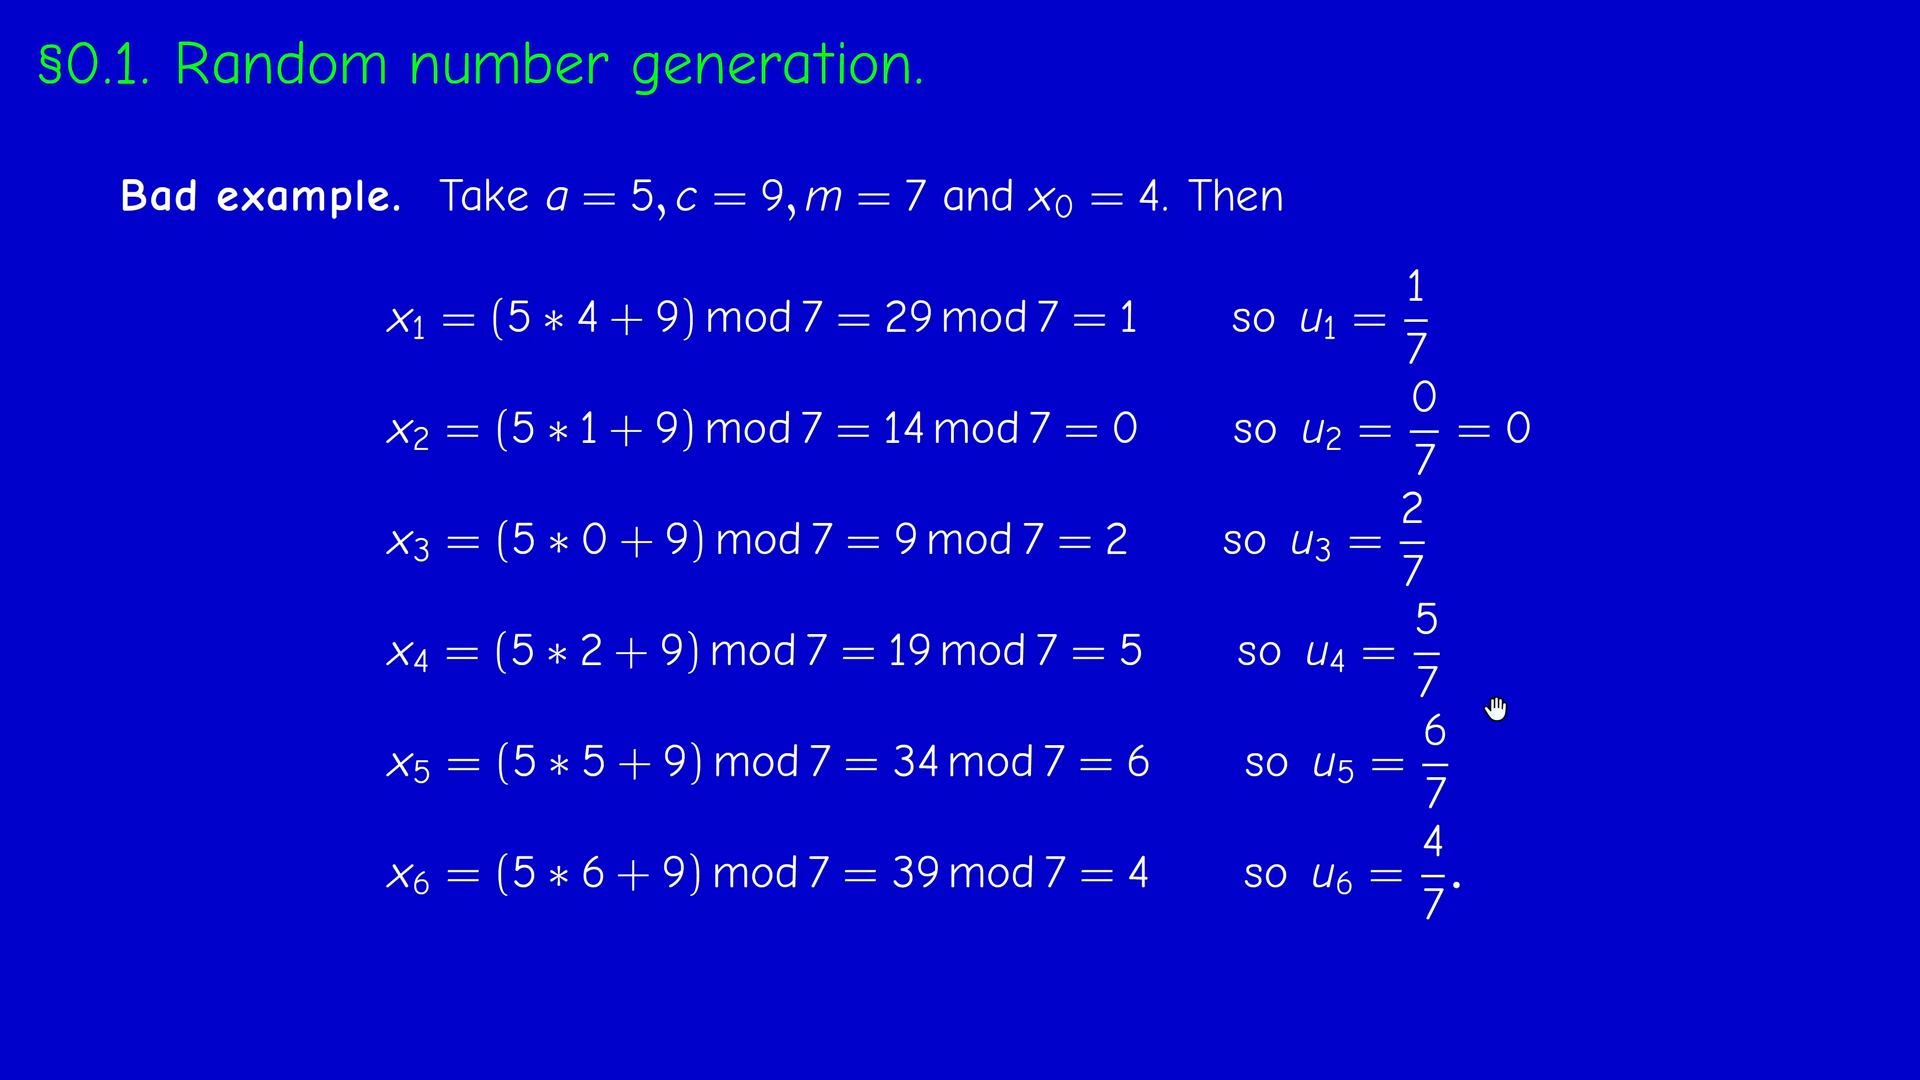 §0.1. Random number generation.
Bad example. Take a = 5, c = 9, m = 7 and x₀ = 4. Then
x₁ = (5 ∗ 4 + 9) mod 7 = 29 mod 7 = 1 so u₁ = 1/7
x₂ = (5 ∗ 1 + 9) mod 7 = 14 mod 7 = 0 so u₂ = 0/7 = 0
x₃ = (5 ∗ 0 + 9) mod 7 = 9 mod 7 = 2 so u₃ = 2/7
x₄ = (5 ∗ 2 + 9) mod 7 = 19 mod 7 = 5 so u₄ = 5/7
x₅ = (5 ∗ 5 + 9) mod 7 = 34 mod 7 = 6 so u₅ = 6/7
x₆ = (5 ∗ 6 + 9) mod 7 = 39 mod 7 = 4 so u₆ = 4/7.